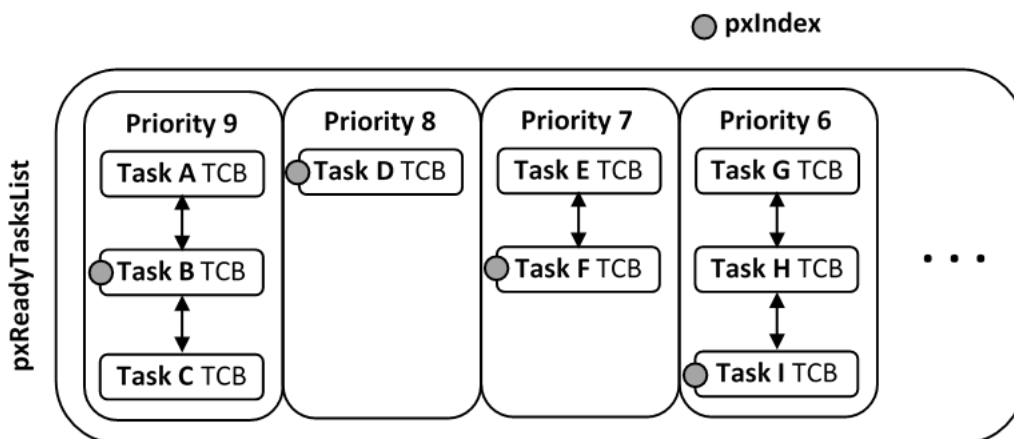 pxIndex
pxReadyTasksList
Priority 9
Task A TCB
Task B TCB
Task C TCB
Priority 8
Task D TCB
Priority 7
Task E TCB
Task F TCB
Priority 6
Task G TCB
Task H TCB
Task I TCB
. . .